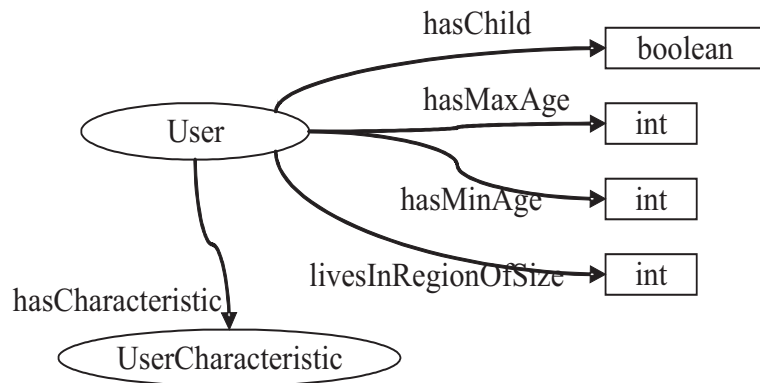 hasChild
boolean
hasMaxAge
User
int
hasMinAge
int
livesInRegionOfSize
int
hasCharacteristic
UserCharacteristic